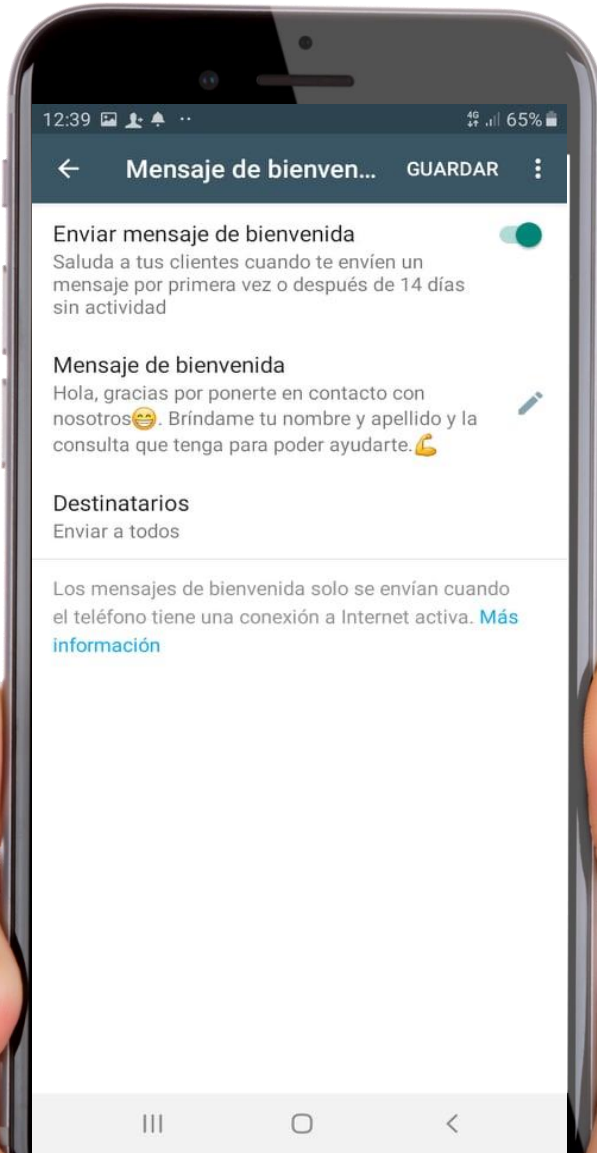 12:39 4G 65%
Mensaje de bienven... GUARDAR
Enviar mensaje de bienvenida
Saluda a tus clientes cuando te envíen un
mensaje por primera vez o después de 14 días
sin actividad
Mensaje de bienvenida
Hola, gracias por ponerte en contacto con
nosotros😁. Bríndame tu nombre y apellido y la
consulta que tenga para poder ayudarte.💪
Destinatarios
Enviar a todos
Los mensajes de bienvenida solo se envían cuando
el teléfono tiene una conexión a Internet activa. Más
información